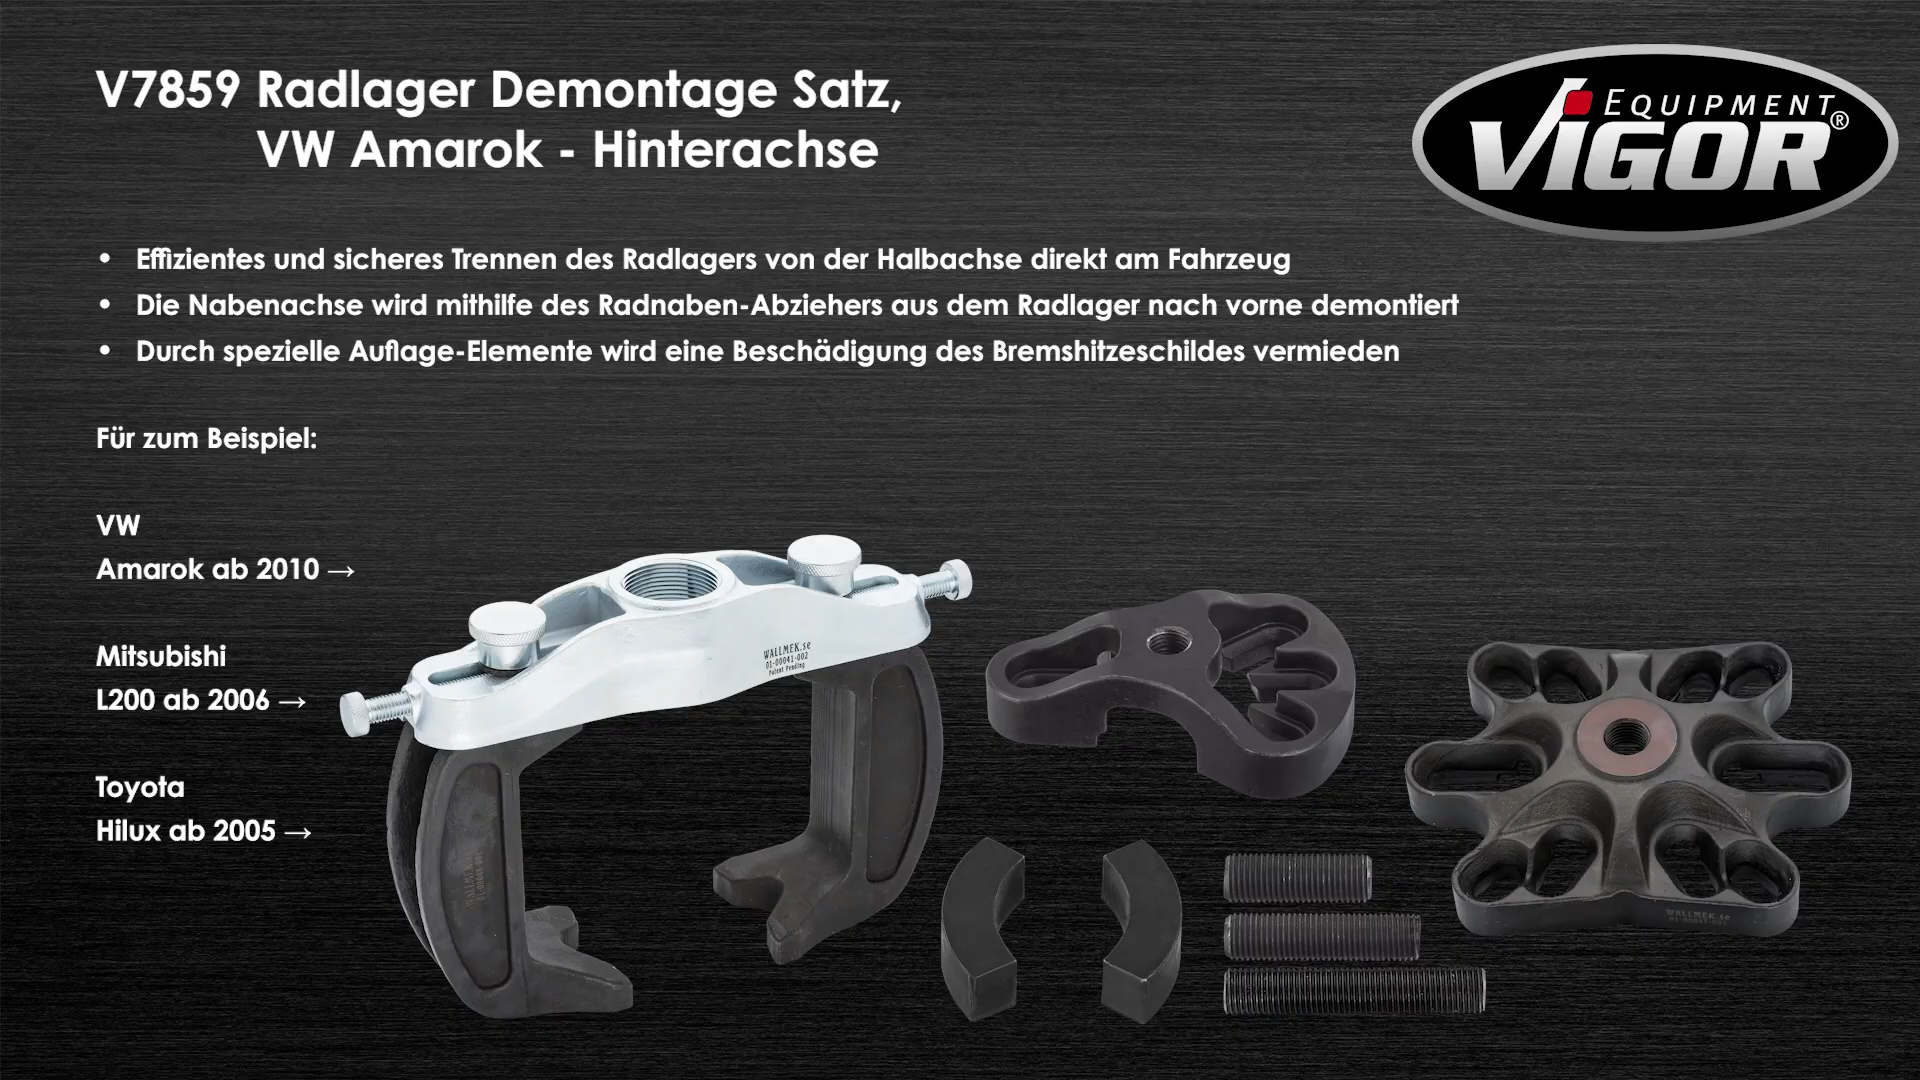 V7859 Radlager Demontage Satz,
VW Amarok - Hinterachse
EQUIPMENT
VIGOR®
• Effizientes und sicheres Trennen des Radlagers von der Halbachse direkt am Fahrzeug
• Die Nabenachse wird mithilfe des Radnaben-Abziehers aus dem Radlager nach vorne demontiert
• Durch spezielle Auflage-Elemente wird eine Beschädigung des Bremshitzeschildes vermieden
Für zum Beispiel:
VW
Amarok ab 2010 →
Mitsubishi
L200 ab 2006 →
Toyota
Hilux ab 2005 →
WALLMEK.se
01-00041-002
Patent Pending
WALLMEK.se